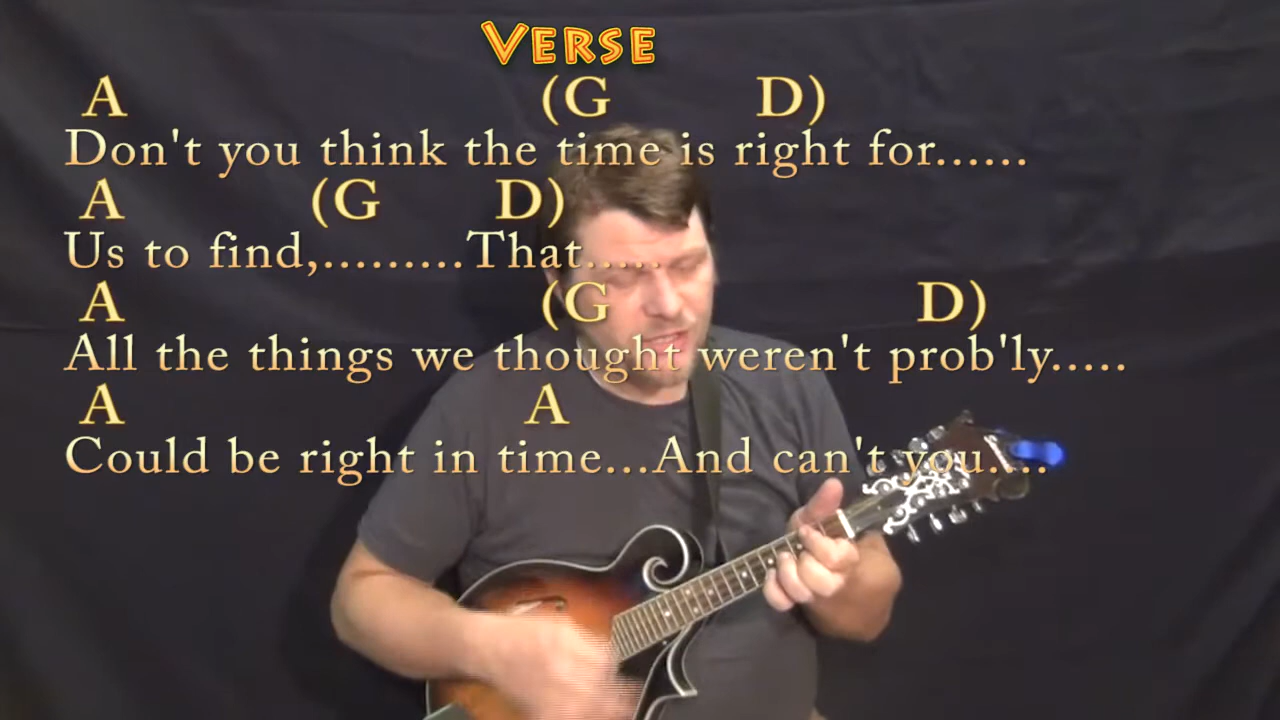 VERSE
A (G D)
Don't you think the time is right for......
A (G D)
Us to find,.........That.....
A (G D)
All the things we thought weren't prob'ly.....
A A
Could be right in time...And can't you....